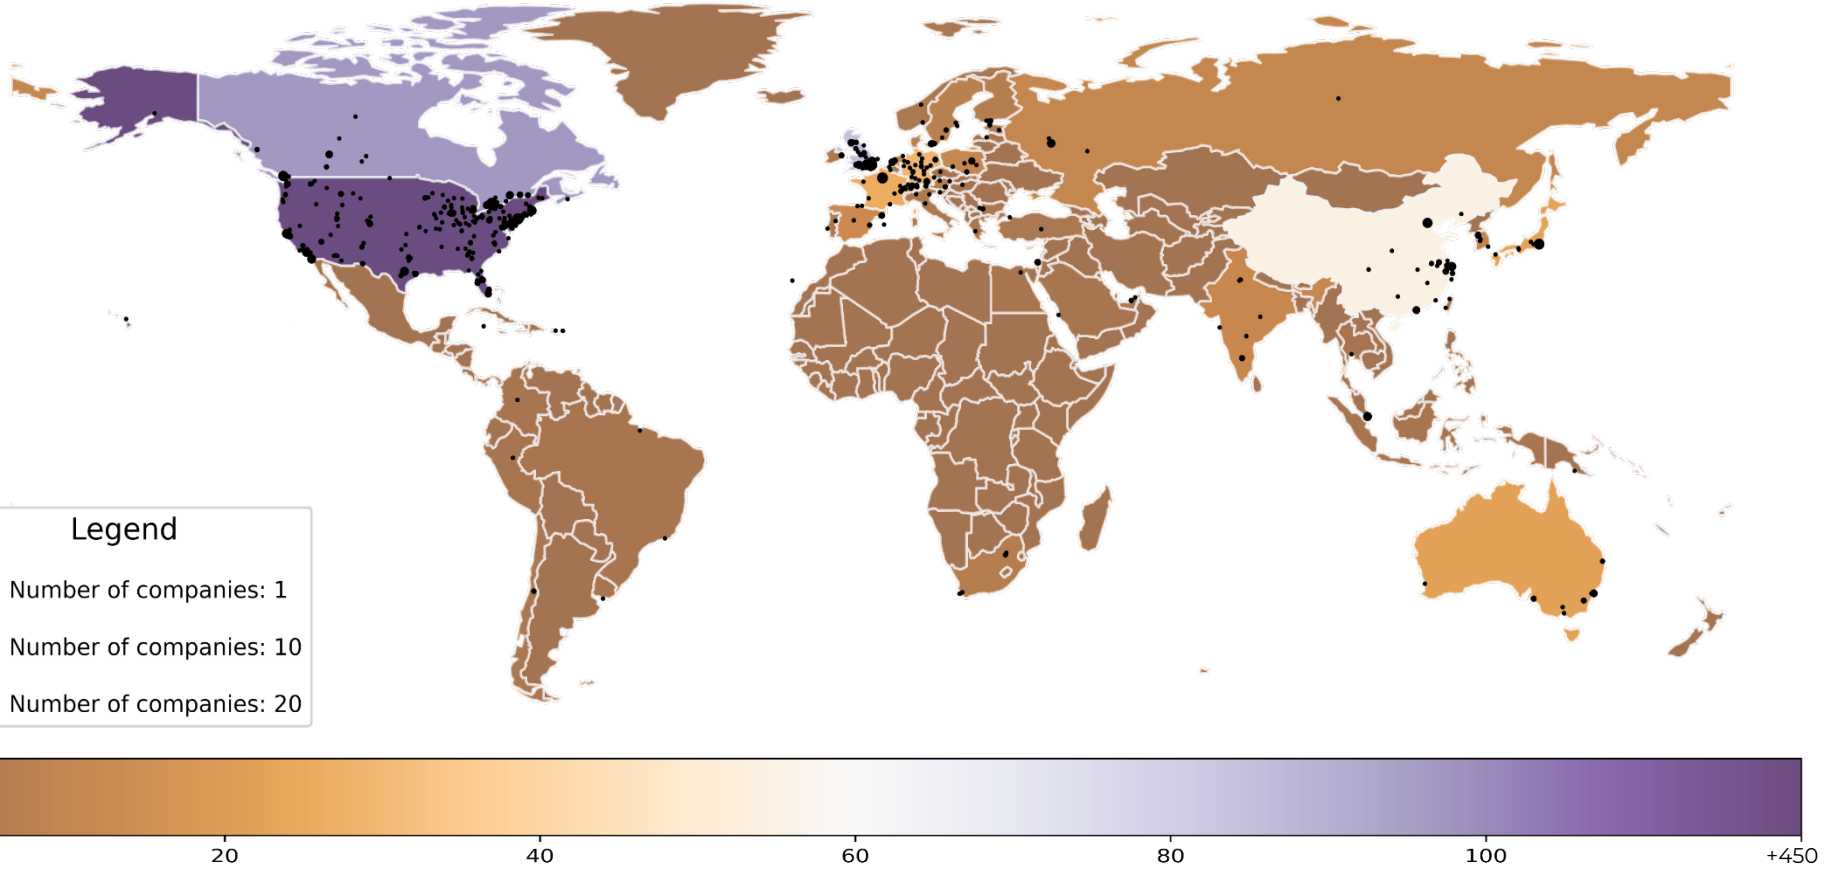 Legend
Number of companies: 1
Number of companies: 10
Number of companies: 20
20 40 60 80 100 +450